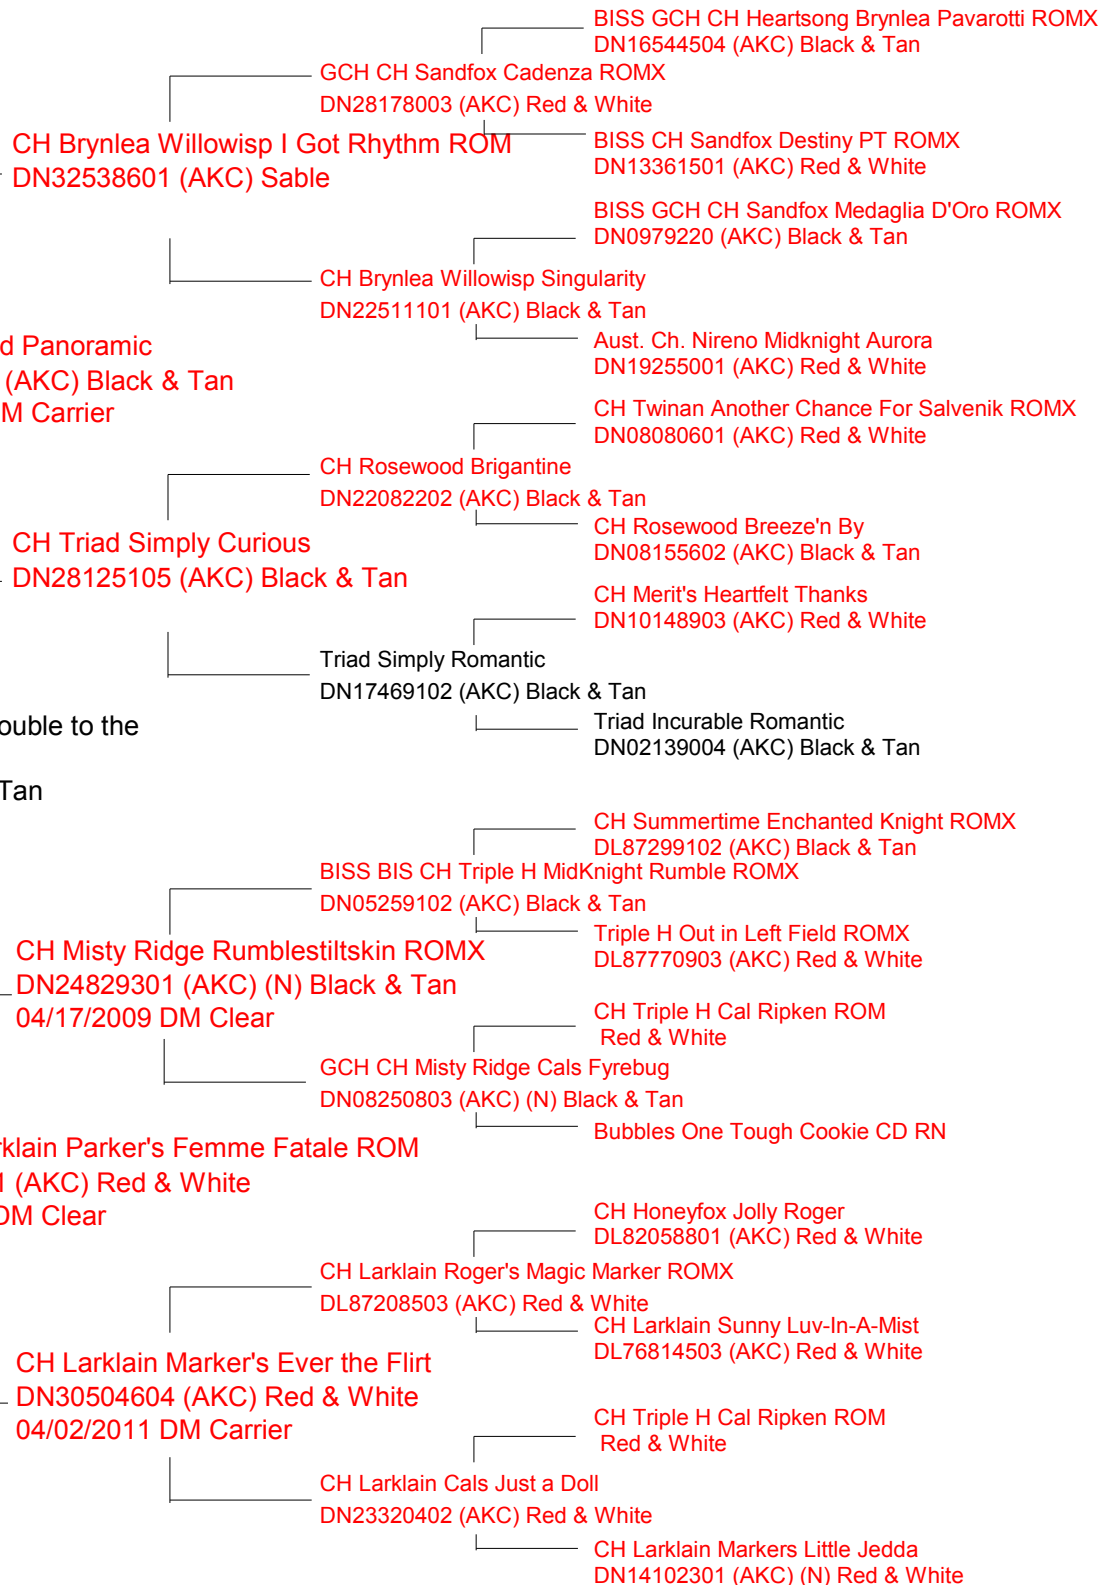 BISS GCH CH Heartsong Brynlea Pavarotti ROMX
DN16544504 (AKC) Black & Tan
GCH CH Sandfox Cadenza ROMX
DN28178003 (AKC) Red & White
CH Brynlea Willowisp I Got Rhythm ROM
DN32538601 (AKC) Sable
BISS CH Sandfox Destiny PT ROMX
DN13361501 (AKC) Red & White
BISS GCH CH Sandfox Medaglia D'Oro ROMX
DN0979220 (AKC) Black & Tan
CH Brynlea Willowisp Singularity
DN22511101 (AKC) Black & Tan
Aust. Ch. Nireno Midknight Aurora
DN19255001 (AKC) Red & White
d Panoramic
(AKC) Black & Tan
M Carrier
CH Twinan Another Chance For Salvenik ROMX
DN08080601 (AKC) Red & White
CH Rosewood Brigantine
DN22082202 (AKC) Black & Tan
CH Rosewood Breeze'n By
DN08155602 (AKC) Black & Tan
CH Triad Simply Curious
DN28125105 (AKC) Black & Tan
CH Merit's Heartfelt Thanks
DN10148903 (AKC) Red & White
Triad Simply Romantic
DN17469102 (AKC) Black & Tan
Triad Incurable Romantic
DN02139004 (AKC) Black & Tan
ouble to the
Tan
CH Summertime Enchanted Knight ROMX
DL87299102 (AKC) Black & Tan
BISS BIS CH Triple H MidKnight Rumble ROMX
DN05259102 (AKC) Black & Tan
Triple H Out in Left Field ROMX
DL87770903 (AKC) Red & White
CH Misty Ridge Rumblestiltskin ROMX
DN24829301 (AKC) (N) Black & Tan
04/17/2009 DM Clear
CH Triple H Cal Ripken ROM
Red & White
GCH CH Misty Ridge Cals Fyrebug
DN08250803 (AKC) (N) Black & Tan
Bubbles One Tough Cookie CD RN
rklain Parker's Femme Fatale ROM
1 (AKC) Red & White
DM Clear
CH Honeyfox Jolly Roger
DL82058801 (AKC) Red & White
CH Larklain Roger's Magic Marker ROMX
DL87208503 (AKC) Red & White
CH Larklain Sunny Luv-In-A-Mist
DL76814503 (AKC) Red & White
CH Larklain Marker's Ever the Flirt
DN30504604 (AKC) Red & White
04/02/2011 DM Carrier
CH Triple H Cal Ripken ROM
Red & White
CH Larklain Cals Just a Doll
DN23320402 (AKC) Red & White
CH Larklain Markers Little Jedda
DN14102301 (AKC) (N) Red & White